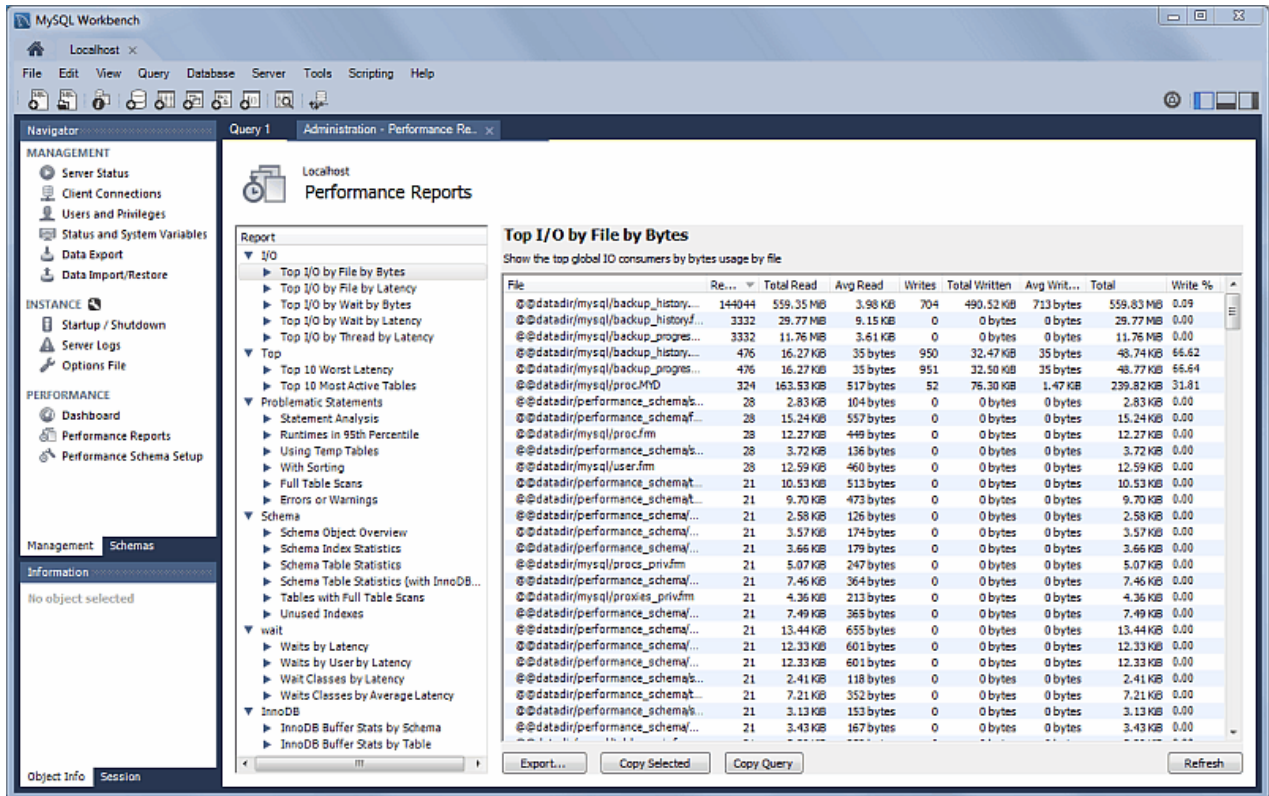 MySQL Workbench
Localhost
File Edit View Query Database Server Tools Scripting Help
Navigator
MANAGEMENT
Server Status
Client Connections
Users and Privileges
Status and System Variables
Data Export
Data Import/Restore
INSTANCE
Startup / Shutdown
Server Logs
Options File
PERFORMANCE
Dashboard
Performance Reports
Performance Schema Setup
Management Schemas
Information
No object selected
Object Info Session
Query 1 Administration - Performance Re..
Localhost
Performance Reports
Report
I/O
Top I/O by File by Bytes
Top I/O by File by Latency
Top I/O by Wait by Bytes
Top I/O by Wait by Latency
Top I/O by Thread by Latency
Top
Top 10 Worst Latency
Top 10 Most Active Tables
Problematic Statements
Statement Analysis
Runtimes in 95th Percentile
Using Temp Tables
With Sorting
Full Table Scans
Errors or Warnings
Schema
Schema Object Overview
Schema Index Statistics
Schema Table Statistics
Schema Table Statistics (with InnoDB...
Tables with Full Table Scans
Unused Indexes
wait
Waits by Latency
Waits by User by Latency
Wait Classes by Latency
Waits Classes by Average Latency
InnoDB
InnoDB Buffer Stats by Schema
InnoDB Buffer Stats by Table
Top I/O by File by Bytes
Show the top global IO consumers by bytes usage by file
File Re... Total Read Avg Read Writes Total Written Avg Writ... Total Write %
@@datadir/mysql/backup_history.... 144044 559.35 MiB 3.98 KiB 704 490.52 KiB 713 bytes 559.83 MiB 0.09
@@datadir/mysql/backup_history.f... 3332 29.77 MiB 9.15 KiB 0 0 bytes 0 bytes 29.77 MiB 0.00
@@datadir/mysql/backup_progres... 3332 11.76 MiB 3.61 KiB 0 0 bytes 0 bytes 11.76 MiB 0.00
@@datadir/mysql/backup_history.... 476 16.27 KiB 35 bytes 950 32.47 KiB 35 bytes 48.74 KiB 66.62
@@datadir/mysql/backup_progres... 476 16.27 KiB 35 bytes 951 32.50 KiB 35 bytes 48.77 KiB 66.64
@@datadir/mysql/proc.MYD 324 163.53 KiB 517 bytes 52 76.30 KiB 1.47 KiB 239.82 KiB 31.81
@@datadir/performance_schema/s... 28 2.83 KiB 104 bytes 0 0 bytes 0 bytes 2.83 KiB 0.00
@@datadir/performance_schema/f... 28 15.24 KiB 557 bytes 0 0 bytes 0 bytes 15.24 KiB 0.00
@@datadir/mysql/proc.frm 28 12.27 KiB 449 bytes 0 0 bytes 0 bytes 12.27 KiB 0.00
@@datadir/performance_schema/s... 28 3.72 KiB 136 bytes 0 0 bytes 0 bytes 3.72 KiB 0.00
@@datadir/mysql/user.frm 28 12.59 KiB 460 bytes 0 0 bytes 0 bytes 12.59 KiB 0.00
@@datadir/performance_schema/t... 21 10.53 KiB 513 bytes 0 0 bytes 0 bytes 10.53 KiB 0.00
@@datadir/performance_schema/t... 21 9.70 KiB 473 bytes 0 0 bytes 0 bytes 9.70 KiB 0.00
@@datadir/performance_schema/... 21 2.58 KiB 126 bytes 0 0 bytes 0 bytes 2.58 KiB 0.00
@@datadir/performance_schema/... 21 3.57 KiB 174 bytes 0 0 bytes 0 bytes 3.57 KiB 0.00
@@datadir/performance_schema/... 21 3.66 KiB 179 bytes 0 0 bytes 0 bytes 3.66 KiB 0.00
@@datadir/mysql/procs_priv.frm 21 5.07 KiB 247 bytes 0 0 bytes 0 bytes 5.07 KiB 0.00
@@datadir/performance_schema/... 21 7.46 KiB 364 bytes 0 0 bytes 0 bytes 7.46 KiB 0.00
@@datadir/mysql/proxies_priv.frm 21 4.36 KiB 213 bytes 0 0 bytes 0 bytes 4.36 KiB 0.00
@@datadir/performance_schema/... 21 7.49 KiB 365 bytes 0 0 bytes 0 bytes 7.49 KiB 0.00
@@datadir/performance_schema/... 21 13.44 KiB 655 bytes 0 0 bytes 0 bytes 13.44 KiB 0.00
@@datadir/performance_schema/... 21 12.33 KiB 601 bytes 0 0 bytes 0 bytes 12.33 KiB 0.00
@@datadir/performance_schema/... 21 12.33 KiB 601 bytes 0 0 bytes 0 bytes 12.33 KiB 0.00
@@datadir/performance_schema/s... 21 2.41 KiB 118 bytes 0 0 bytes 0 bytes 2.41 KiB 0.00
@@datadir/performance_schema/t... 21 7.21 KiB 352 bytes 0 0 bytes 0 bytes 7.21 KiB 0.00
@@datadir/performance_schema/s... 21 3.13 KiB 153 bytes 0 0 bytes 0 bytes 3.13 KiB 0.00
@@datadir/performance_schema/... 21 3.43 KiB 167 bytes 0 0 bytes 0 bytes 3.43 KiB 0.00
Export... Copy Selected Copy Query Refresh